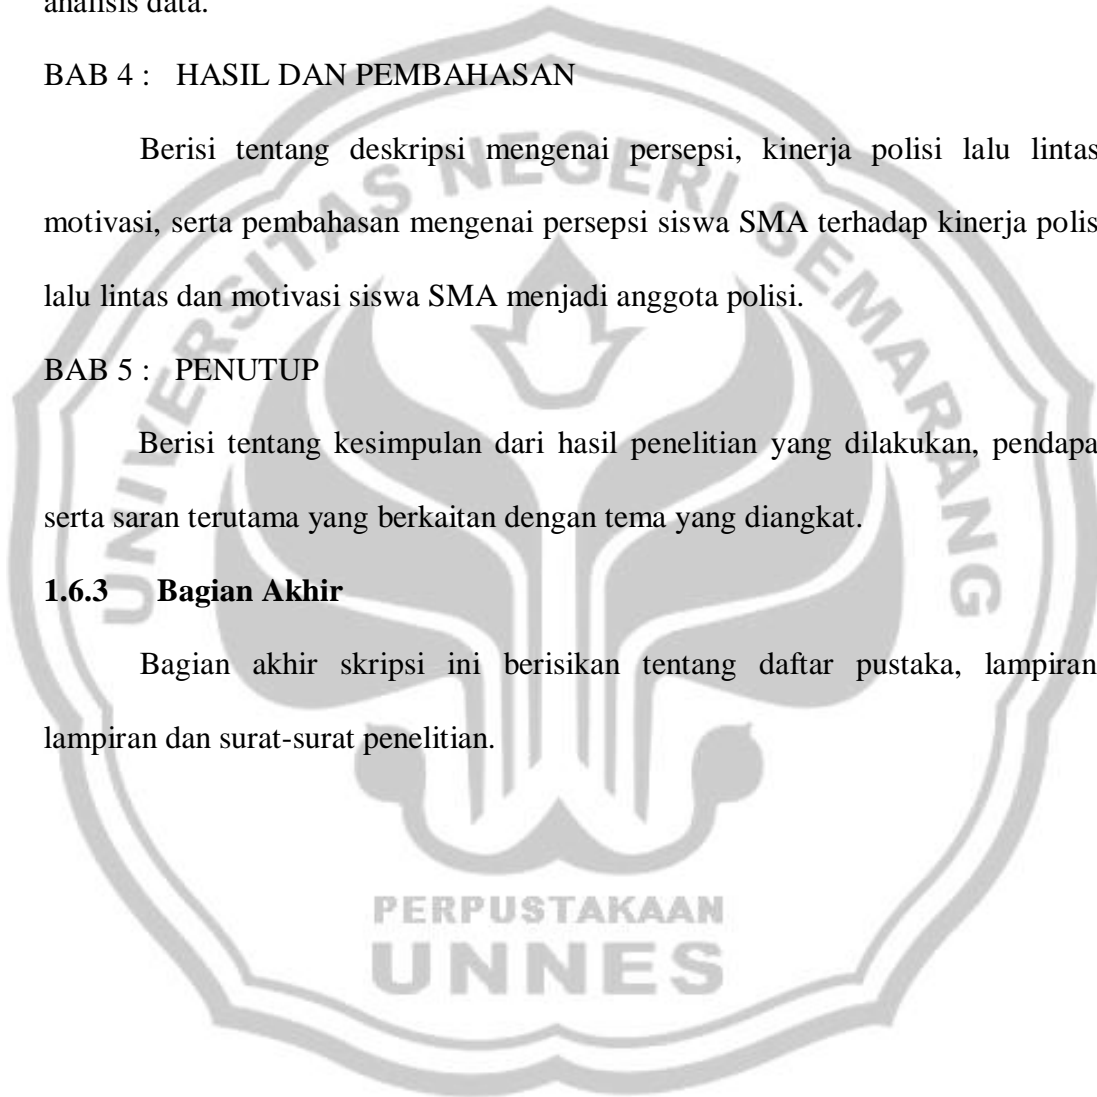 analisis data.
BAB 4 : HASIL DAN PEMBAHASAN
Berisi tentang deskripsi mengenai persepsi, kinerja polisi lalu lintas
motivasi, serta pembahasan mengenai persepsi siswa SMA terhadap kinerja polis
lalu lintas dan motivasi siswa SMA menjadi anggota polisi.
BAB 5 : PENUTUP
Berisi tentang kesimpulan dari hasil penelitian yang dilakukan, pendapa
serta saran terutama yang berkaitan dengan tema yang diangkat.
1.6.3 Bagian Akhir
Bagian akhir skripsi ini berisikan tentang daftar pustaka, lampiran
lampiran dan surat-surat penelitian.
UNIVERSITAS NEGERI SEMARANG
PERPUSTAKAAN
UNNES